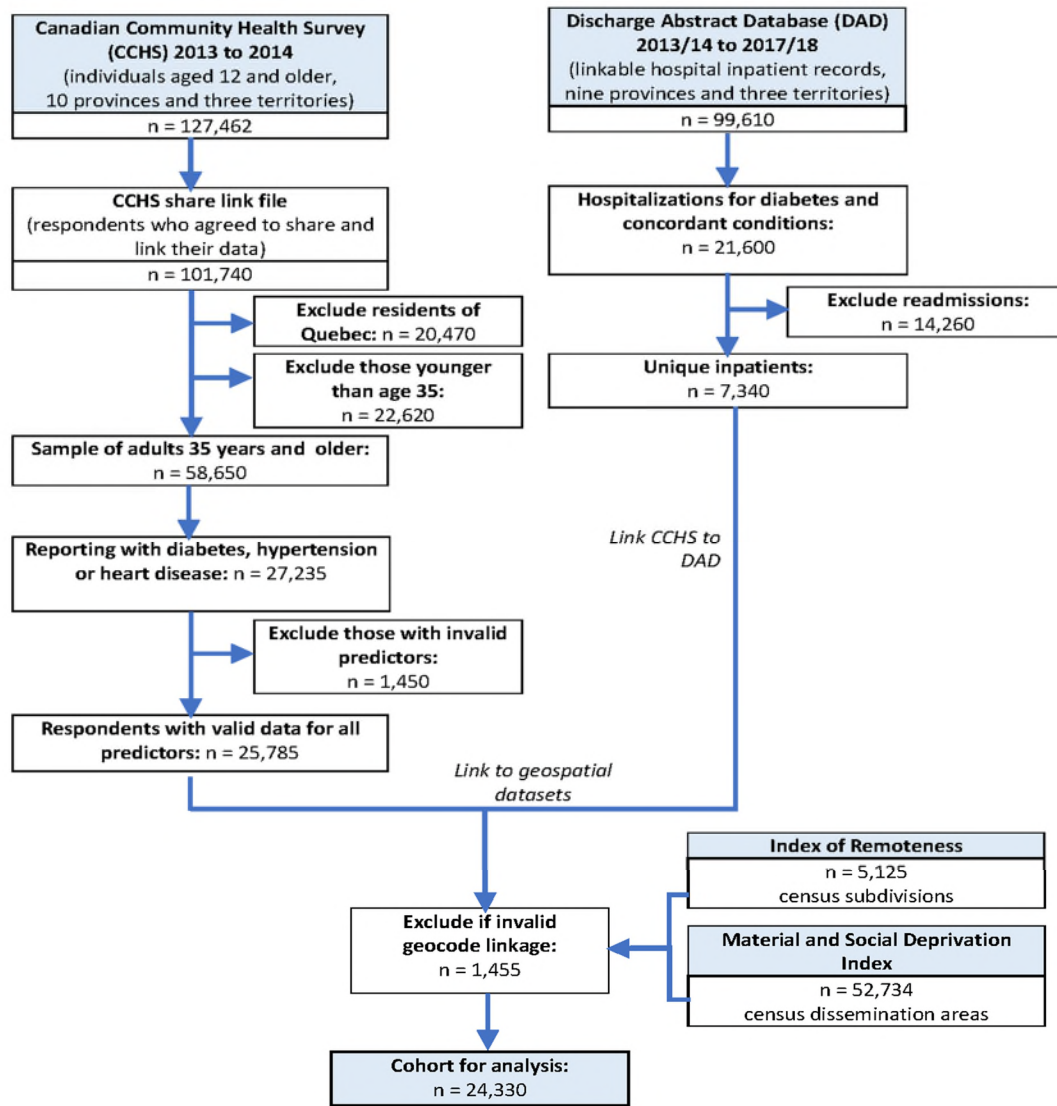 Canadian Community Health Survey
(CCHS) 2013 to 2014
(individuals aged 12 and older,
10 provinces and three territories)
n = 127,462
CCHS share link file
(respondents who agreed to share and
link their data)
n = 101,740
Exclude residents of
Quebec: n = 20,470
Exclude those younger
than age 35:
n = 22,620
Sample of adults 35 years and older:
n = 58,650
Reporting with diabetes, hypertension
or heart disease: n = 27,235
Exclude those with invalid
predictors:
n = 1,450
Respondents with valid data for all
predictors: n = 25,785
Discharge Abstract Database (DAD)
2013/14 to 2017/18
(linkable hospital inpatient records,
nine provinces and three territories)
n = 99,610
Hospitalizations for diabetes and
concordant conditions:
n = 21,600
Exclude readmissions:
n = 14,260
Unique inpatients:
n = 7,340
Link CCHS to
DAD
Link to geospatial
datasets
Index of Remoteness
n = 5,125
census subdivisions
Material and Social Deprivation
Index
n = 52,734
census dissemination areas
Exclude if invalid
geocode linkage:
n = 1,455
Cohort for analysis:
n = 24,330